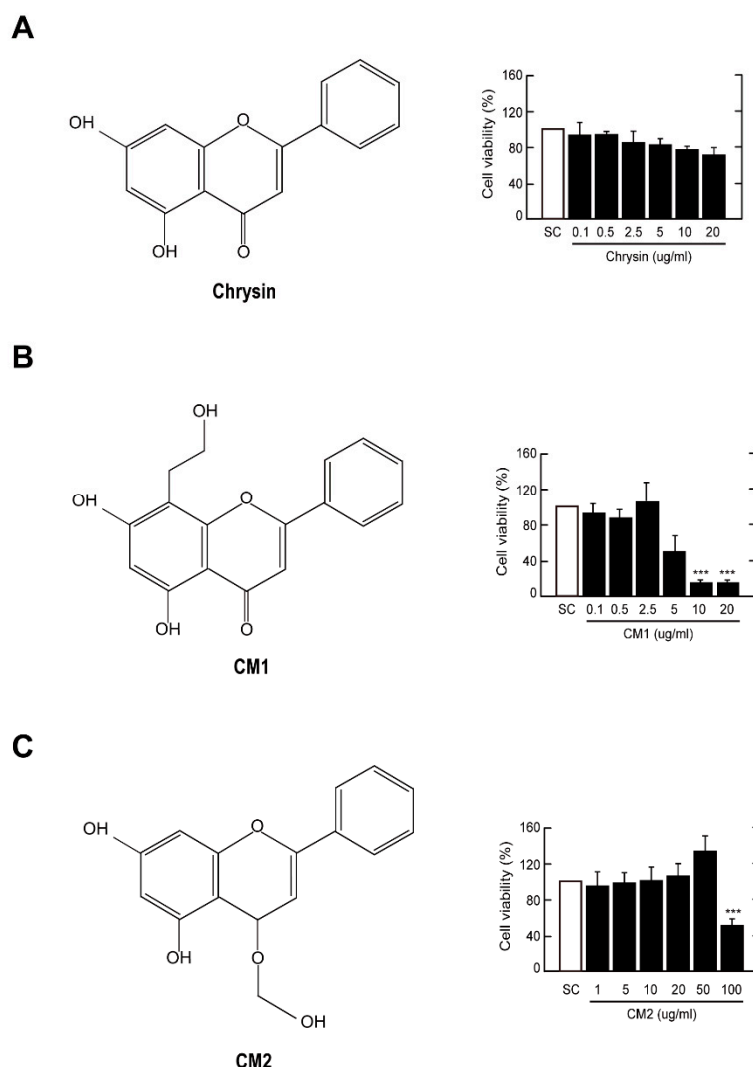 A
OH
O
OH
O
Chrysin
Cell viability (%)
160
120
80
40
0
SC 0.1 0.5 2.5 5 10 20
Chrysin (ug/ml)
B
OH
OH
O
OH
O
CM1
Cell viability (%)
160
120
80
40
0
*** ***
SC 0.1 0.5 2.5 5 10 20
CM1 (ug/ml)
C
OH
O
OH
O
OH
CM2
Cell viability (%)
160
120
80
40
0
***
SC 1 5 10 20 50 100
CM2 (ug/ml)